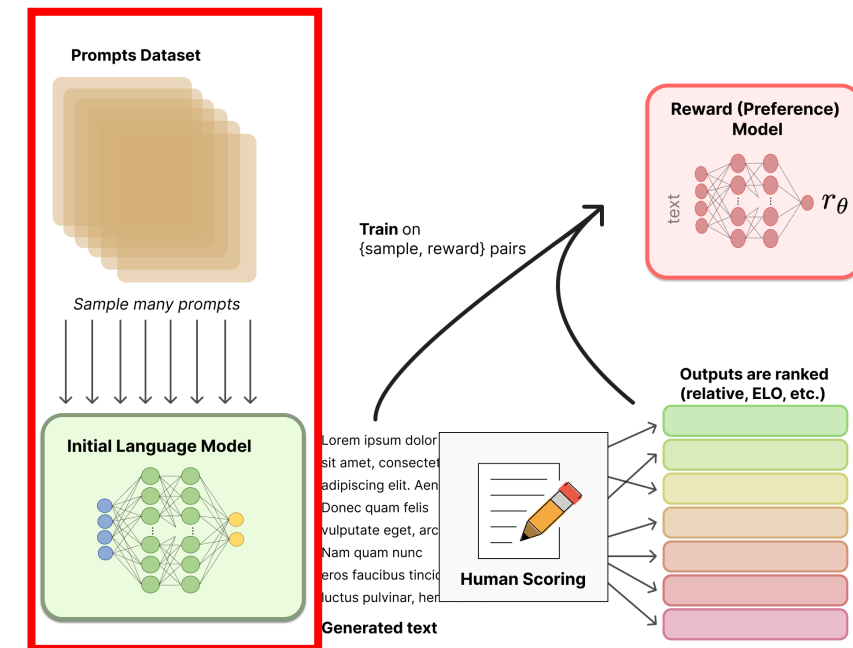 Prompts Dataset
Sample many prompts
Initial Language Model
Train on
{sample, reward} pairs
Reward (Preference)
Model
text
rθ
Outputs are ranked
(relative, ELO, etc.)
Lorem ipsum dolor
sit amet, consectet
adipiscing elit. Aen
Donec quam felis
vulputate eget, arc
Nam quam nunc
eros faucibus tincid
luctus pulvinar, her
Generated text
Human Scoring